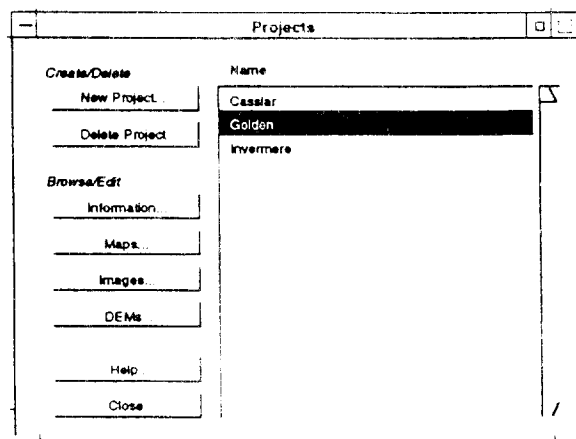 Projects
Create/Delete
New Project...
Delete Project
Browse/Edit
Information...
Maps...
Images...
DEMs...
Help...
Close
Name
Cassiar
Golden
Invermere